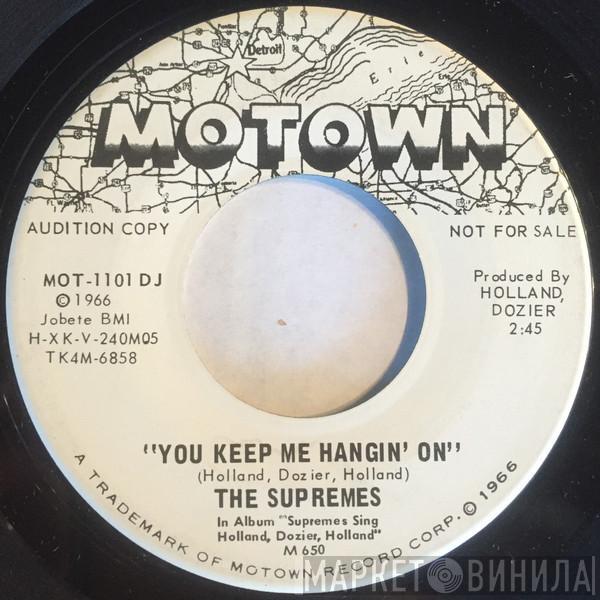 Detroit
Erie
MOTOWN
AUDITION COPY
NOT FOR SALE
MOT-1101 DJ
© 1966
Jobete BMI
H-XK-V-240M05
TK4M-6858
Produced By
HOLLAND,
DOZIER
2:45
"YOU KEEP ME HANGIN' ON"
(Holland, Dozier, Holland)
THE SUPREMES
In Album "Supremes Sing
Holland, Dozier, Holland"
M 650
A TRADEMARK OF MOTOWN RECORD CORP. © 1966
МАРКЕТ ВИНИЛА